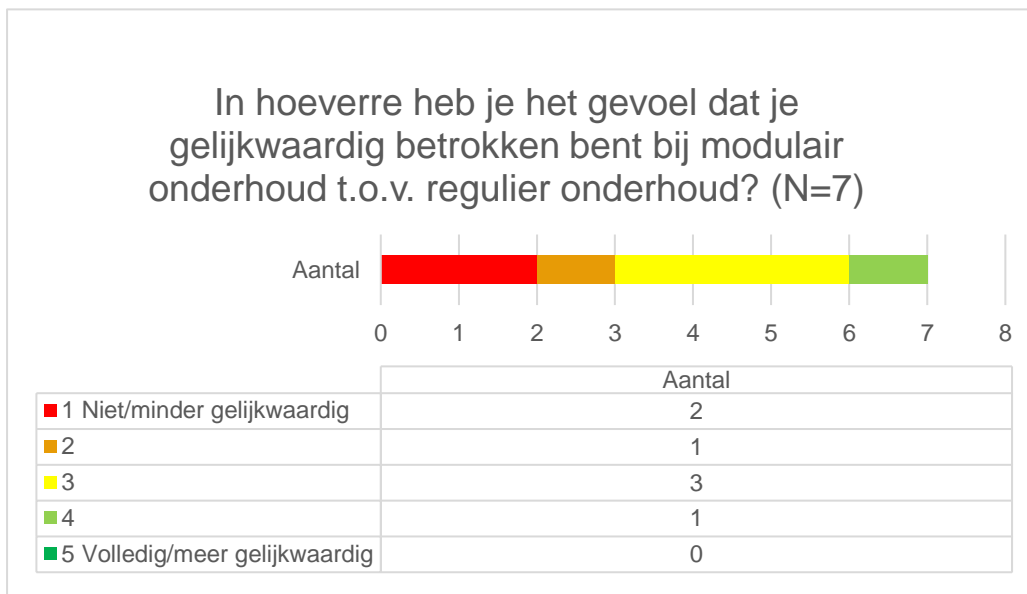 In hoeverre heb je het gevoel dat je
gelijkwaardig betrokken bent bij modulair
onderhoud t.o.v. regulier onderhoud? (N=7)
Aantal
0 1 2 3 4 5 6 7 8
Aantal
1 Niet/minder gelijkwaardig 2
2 1
3 3
4 1
5 Volledig/meer gelijkwaardig 0